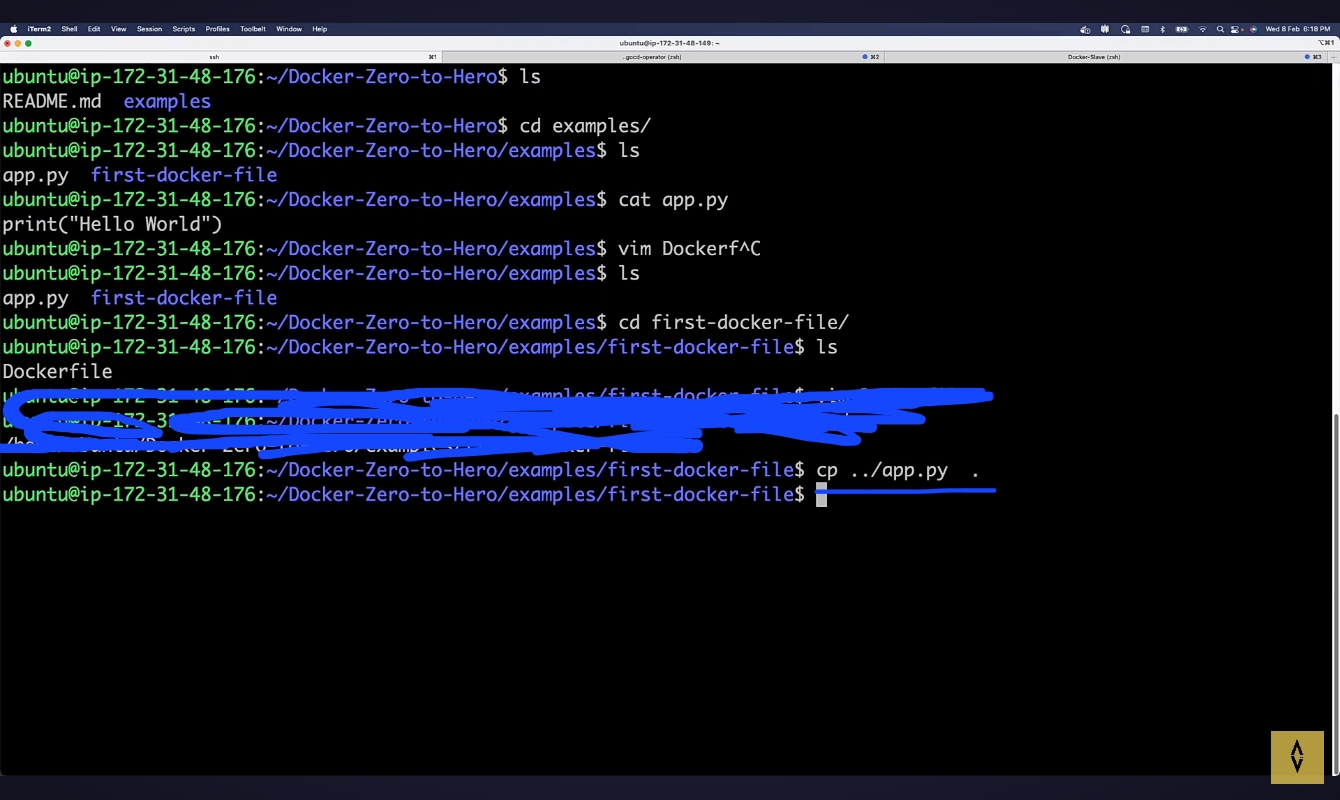 iTerm2 Shell Edit View Session Scripts Profiles Toolbelt Window Help Wed 8 Feb 6:18 PM
ubuntu@ip-172-31-48-149: ~ ⌥⌘1
ssh ⌘1 ..gocd-operator (zsh) ⌘2 Docker-Slave (zsh) ⌘3
ubuntu@ip-172-31-48-176:~/Docker-Zero-to-Hero$ ls
README.md examples
ubuntu@ip-172-31-48-176:~/Docker-Zero-to-Hero$ cd examples/
ubuntu@ip-172-31-48-176:~/Docker-Zero-to-Hero/examples$ ls
app.py first-docker-file
ubuntu@ip-172-31-48-176:~/Docker-Zero-to-Hero/examples$ cat app.py
print("Hello World")
ubuntu@ip-172-31-48-176:~/Docker-Zero-to-Hero/examples$ vim Dockerf^C
ubuntu@ip-172-31-48-176:~/Docker-Zero-to-Hero/examples$ ls
app.py first-docker-file
ubuntu@ip-172-31-48-176:~/Docker-Zero-to-Hero/examples$ cd first-docker-file/
ubuntu@ip-172-31-48-176:~/Docker-Zero-to-Hero/examples/first-docker-file$ ls
Dockerfile
ubuntu@ip-172-31-48-176:~/Docker-Zero-to-Hero/examples/first-docker-file$ cp ../app.py .
ubuntu@ip-172-31-48-176:~/Docker-Zero-to-Hero/examples/first-docker-file$